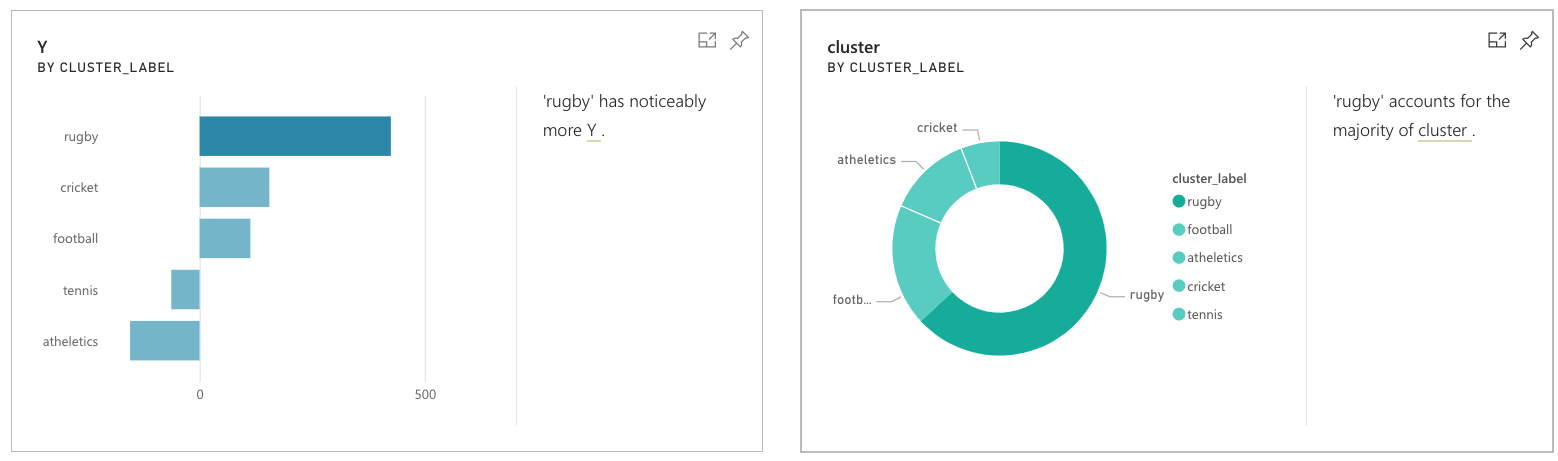 Y
BY CLUSTER_LABEL
rugby
cricket
football
tennis
atheletics
0
500
'rugby' has noticeably
more Y .
cluster
BY CLUSTER_LABEL
cricket
atheletics
footb...
rugby
cluster_label
rugby
football
atheletics
cricket
tennis
'rugby' accounts for the
majority of cluster .